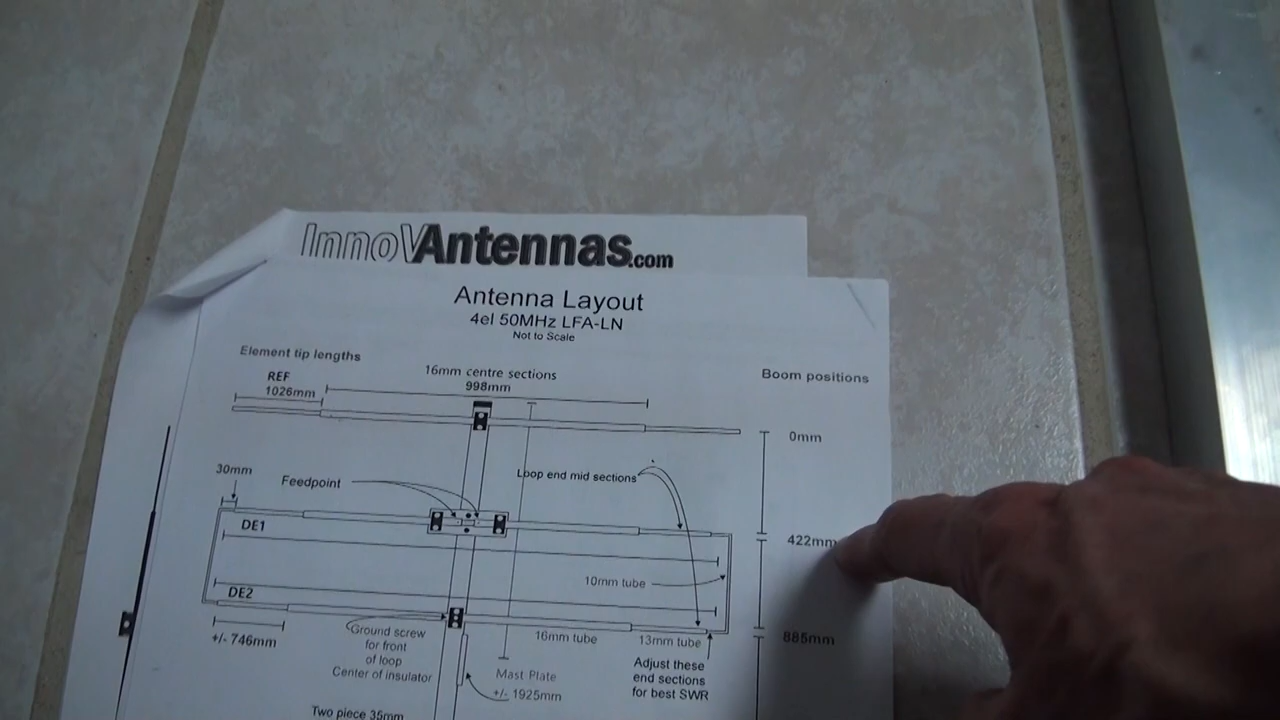 InnoVAntennas.com
Antenna Layout
4el 50MHz LFA-LN
Not to Scale
Element tip lengths
16mm centre sections
998mm
Boom positions
REF
1026mm
0mm
30mm
Feedpoint
Loop end mid sections
DE1
422mm
10mm tube
DE2
+/- 746mm
Ground screw
for front
of loop
Center of insulator
16mm tube
13mm tube
885mm
Adjust these
end sections
for best SWR
Mast Plate
+/- 1925mm
Two piece 35mm